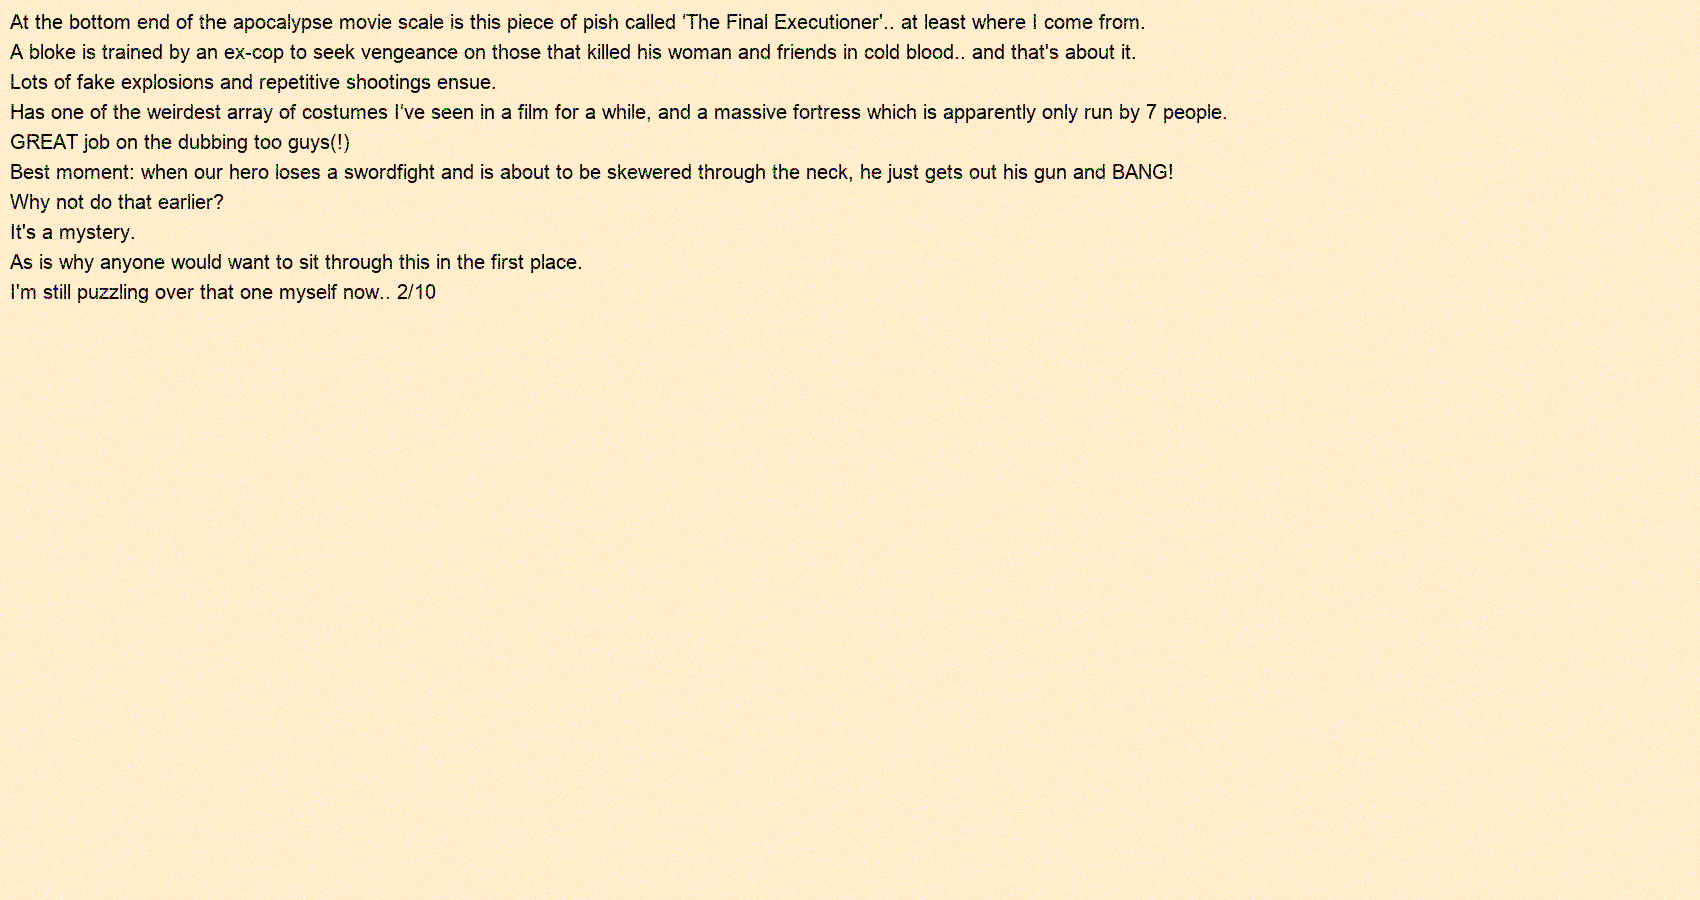 At the bottom end of the apocalypse movie scale is this piece of pish called 'The Final Executioner'.. at least where I come from.
A bloke is trained by an ex-cop to seek vengeance on those that killed his woman and friends in cold blood.. and that's about it.
Lots of fake explosions and repetitive shootings ensue.
Has one of the weirdest array of costumes I've seen in a film for a while, and a massive fortress which is apparently only run by 7 people.
GREAT job on the dubbing too guys(!)
Best moment: when our hero loses a swordfight and is about to be skewered through the neck, he just gets out his gun and BANG!
Why not do that earlier?
It's a mystery.
As is why anyone would want to sit through this in the first place.
I'm still puzzling over that one myself now.. 2/10